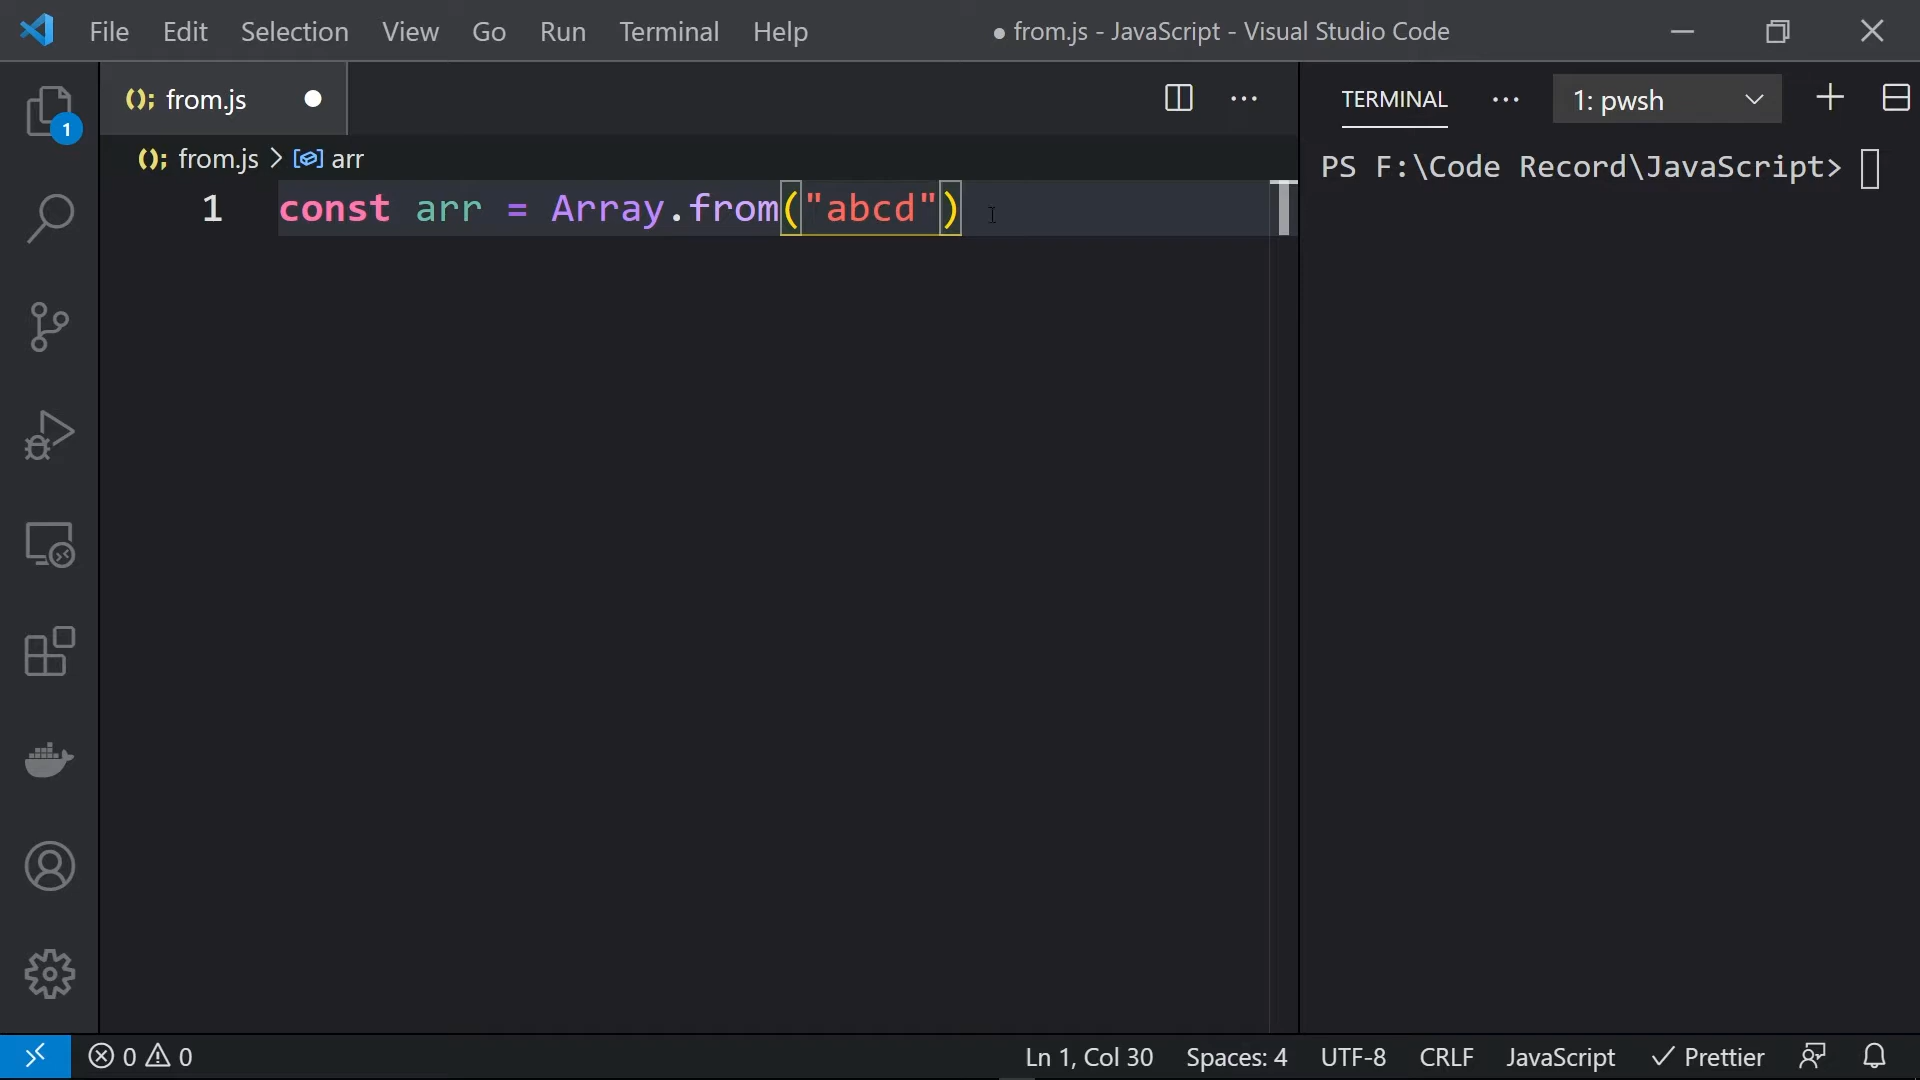 File Edit Selection View Go Run Terminal Help ● from.js - JavaScript - Visual Studio Code
(); from.js ●
TERMINAL ··· 1: pwsh
(); from.js > arr
PS F:\Code Record\JavaScript>
1 const arr = Array.from("abcd")
1
0 0 Ln 1, Col 30 Spaces: 4 UTF-8 CRLF JavaScript ✓ Prettier